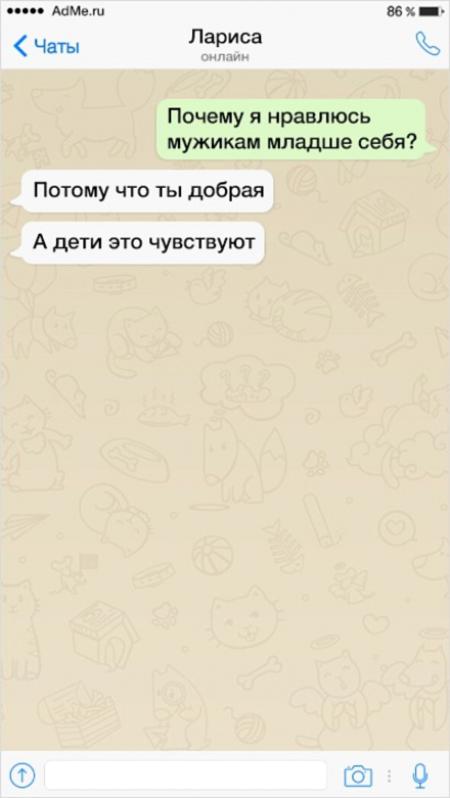 AdMe.ru 86 %
Чаты Лариса
онлайн
Почему я нравлюсь
мужикам младше себя?
Потому что ты добрая
А дети это чувствуют